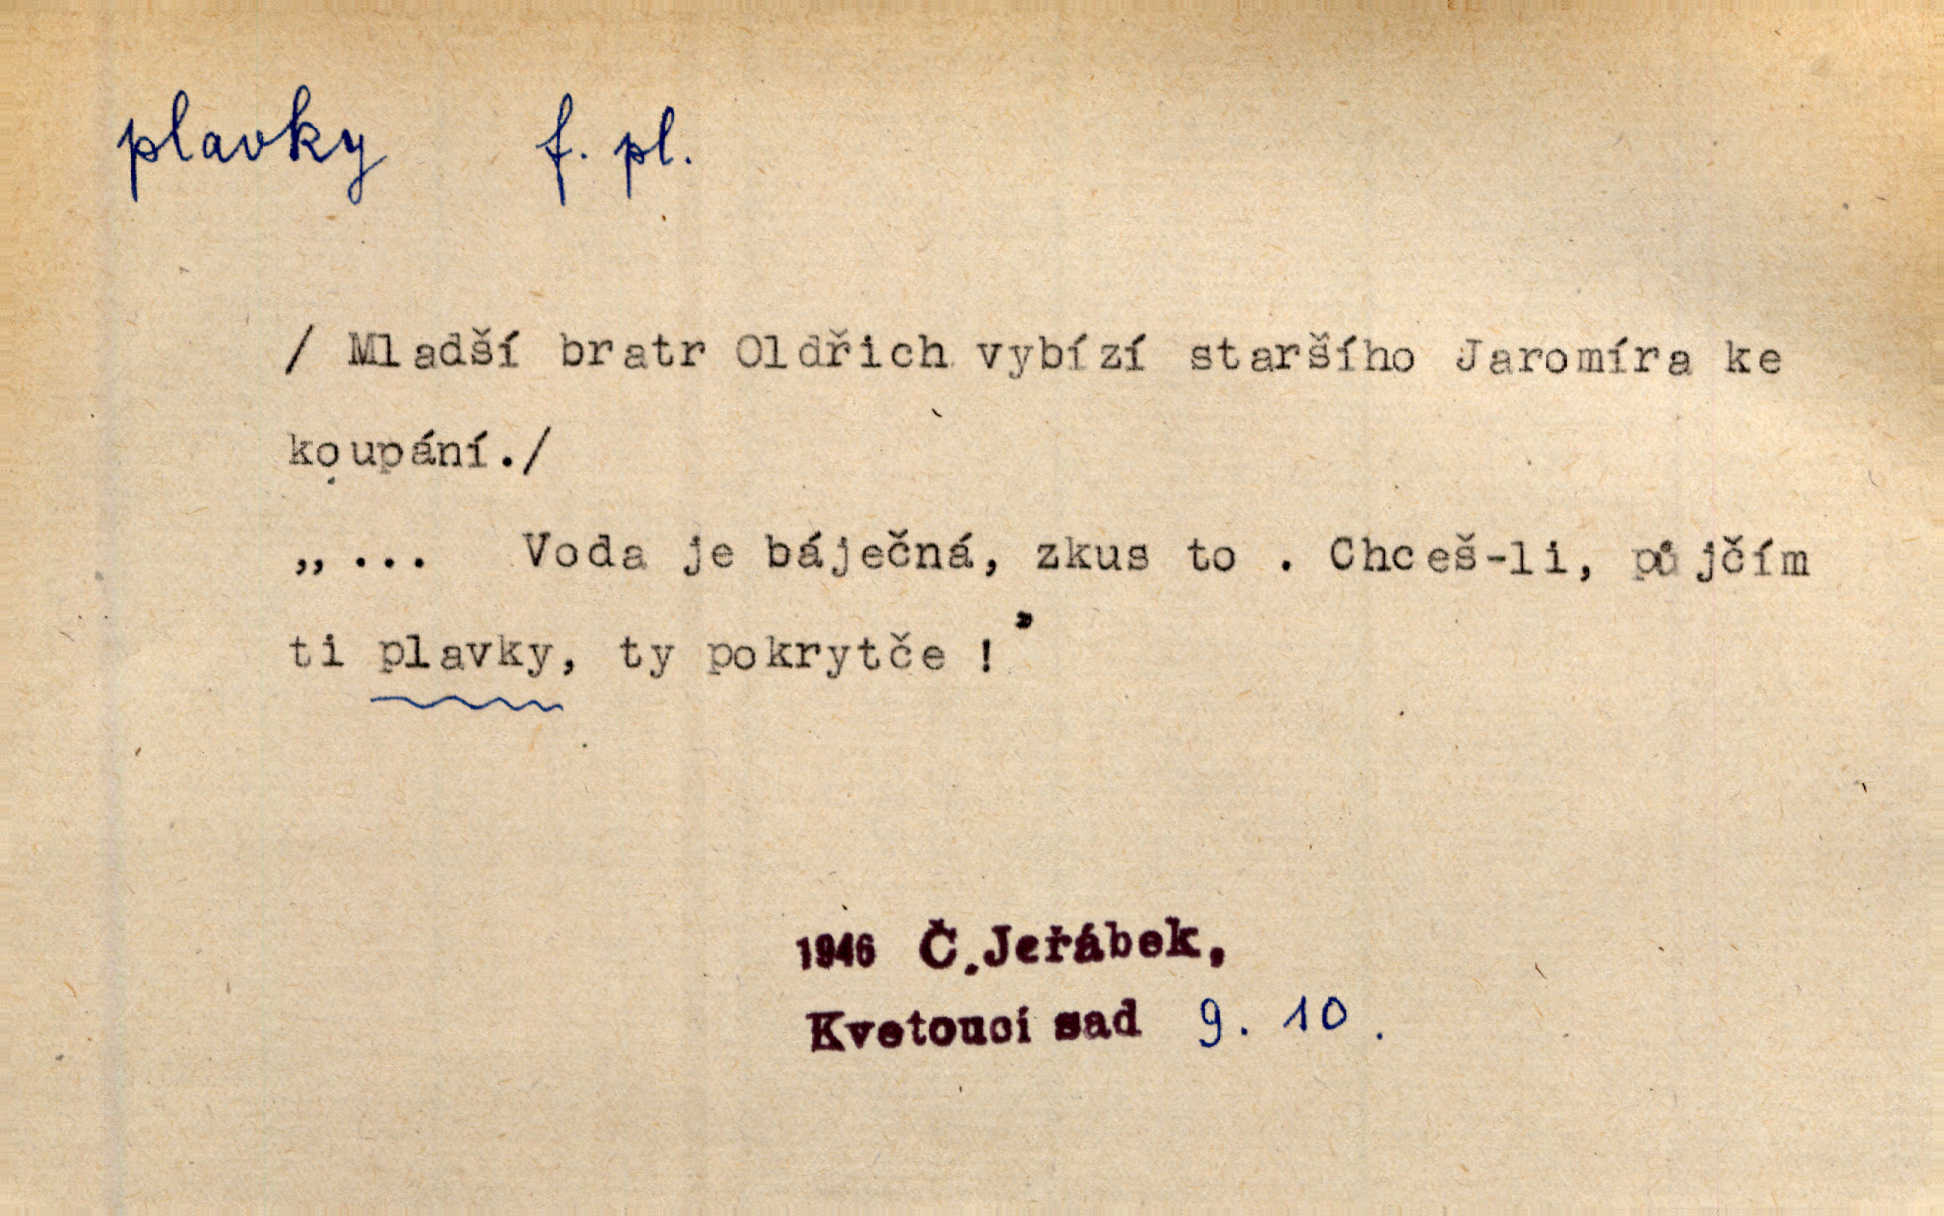 plavky f. pl.
/ Mladší bratr Oldřich vybízí staršího Jaromíra ke
koupání./
„... Voda je báječná, zkus to . Chceš-li, půjčím
ti plavky, ty pokrytče !"
1946 Č.Jeřábek,
Kvetoucí sad 9. 10.